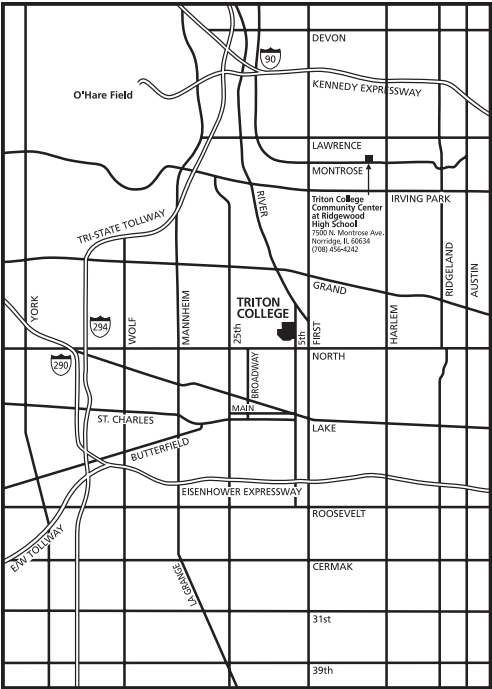 DEVON
90
KENNEDY EXPRESSWAY
O'Hare Field
LAWRENCE
MONTROSE
Triton College
Community Center
at Ridgewood
High School
7500 N. Montrose Ave.
Norridge, IL 60634
(708) 456-4242
IRVING PARK
RIVER
TRI-STATE TOLLWAY
GRAND
RIDGELAND
AUSTIN
YORK
294
WOLF
MANNHEIM
25th
TRITON
COLLEGE
5th
FIRST
HARLEM
290
NORTH
BROADWAY
MAIN
ST. CHARLES
LAKE
BUTTERFIELD
EISENHOWER EXPRESSWAY
ROOSEVELT
E/W TOLLWAY
CERMAK
LA GRANGE
31st
39th